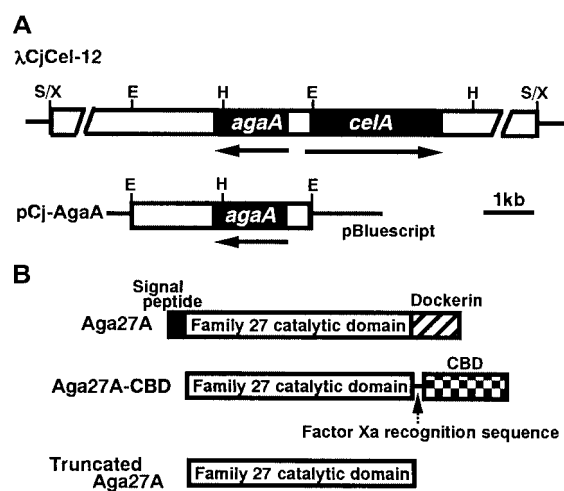 A
λCjCel-12
S/X E H E H S/X
agaA celA
E H E
pCj-AgaA agaA 1kb
pBluescript
B
Signal
peptide Dockerin
Aga27A Family 27 catalytic domain
CBD
Aga27A-CBD Family 27 catalytic domain
Factor Xa recognition sequence
Truncated
Aga27A Family 27 catalytic domain